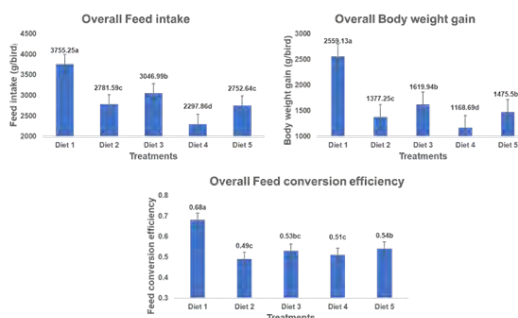 Overall Feed intake
Feed intake (g/bird)
4500
4000
3500
3000
2500
2000
3755.25a
2781.59c
3046.99b
2297.86d
2752.64c
Diet 1 Diet 2 Diet 3 Diet 4 Diet 5
Treatments
Overall Body weight gain
Body weight gain (g/bird)
3000
2500
2000
1500
1000
2559.13a
1377.25c
1619.94b
1168.69d
1475.5b
Diet 1 Diet 2 Diet 3 Diet 4 Diet 5
Treatments
Overall Feed conversion efficiency
Feed conversion efficiency
0.8
0.7
0.6
0.5
0.4
0.3
0.68a
0.49c
0.53bc
0.51c
0.54b
Diet 1 Diet 2 Diet 3 Diet 4 Diet 5
Treatments